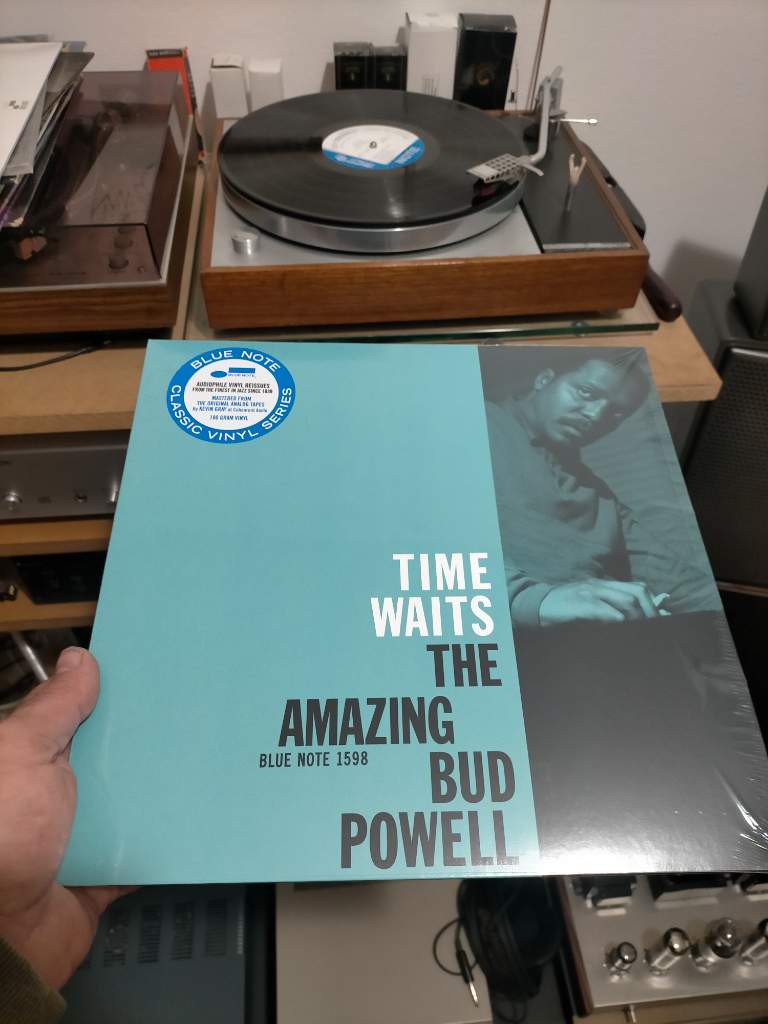 BLUE NOTE
BLUE NOTE
AUDIOPHILE VINYL REISSUES
FROM THE FINEST IN JAZZ SINCE 1939
MASTERED FROM
THE ORIGINAL ANALOG TAPES
by KEVIN GRAY at Cohearent Audio
180 GRAM VINYL
CLASSIC VINYL SERIES
TIME
WAITS
THE
AMAZING
BLUE NOTE 1598
BUD
POWELL